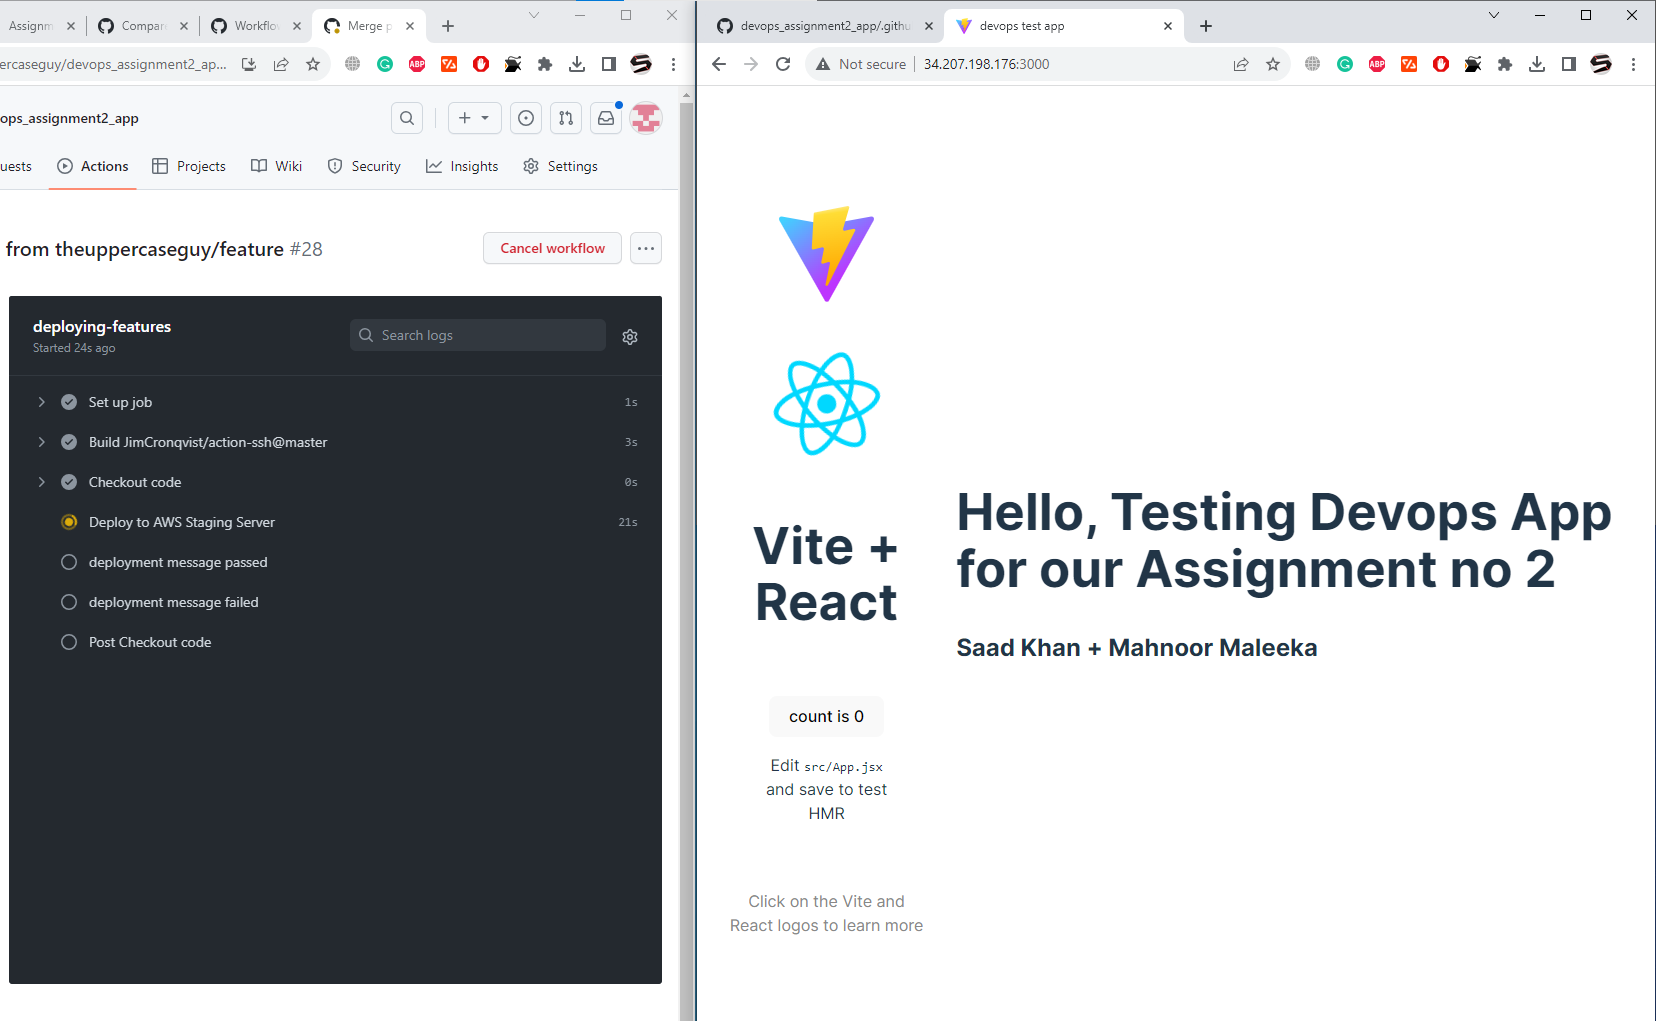 Assignm
Compar
Workflo
Merge p
ercaseguy/devops_assignment2_ap...
ops_assignment2_app
uests
Actions
Projects
Wiki
Security
Insights
Settings
from theuppercaseguy/feature #28
Cancel workflow
deploying-features
Started 24s ago
Search logs
Set up job 1s
Build JimCronqvist/action-ssh@master 3s
Checkout code 0s
Deploy to AWS Staging Server 21s
deployment message passed
deployment message failed
Post Checkout code
devops_assignment2_app/.githu
devops test app
Not secure
34.207.198.176:3000
ABP
ABP
Vite +
React
count is 0
Edit src/App.jsx
and save to test
HMR
Click on the Vite and
React logos to learn more
Hello, Testing Devops App
for our Assignment no 2
Saad Khan + Mahnoor Maleeka